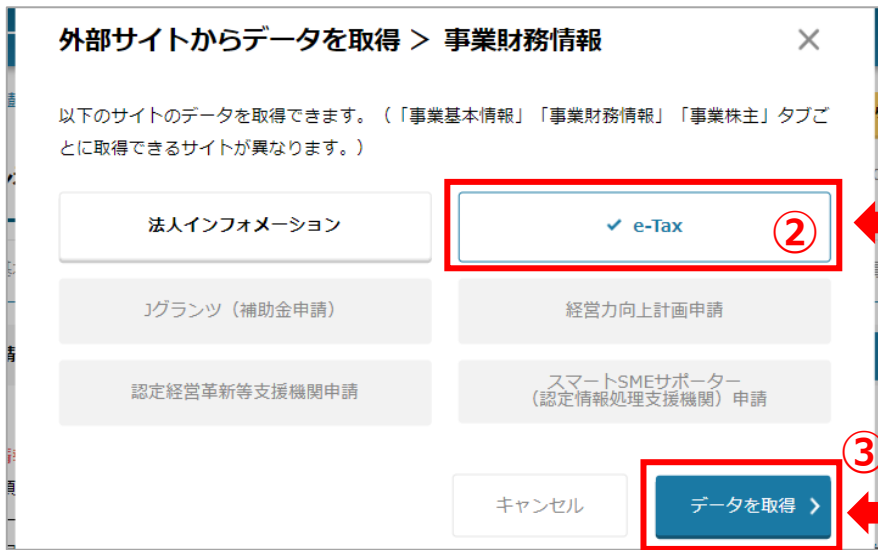 外部サイトからデータを取得 > 事業財務情報
以下のサイトのデータを取得できます。（「事業基本情報」「事業財務情報」「事業株主」タブご
とに取得できるサイトが異なります。）
法人インフォメーション
e-Tax
②
Jグランツ（補助金申請）
経営力向上計画申請
認定経営革新等支援機関申請
スマートSMEサポーター
（認定情報処理支援機関）申請
③
キャンセル
データを取得